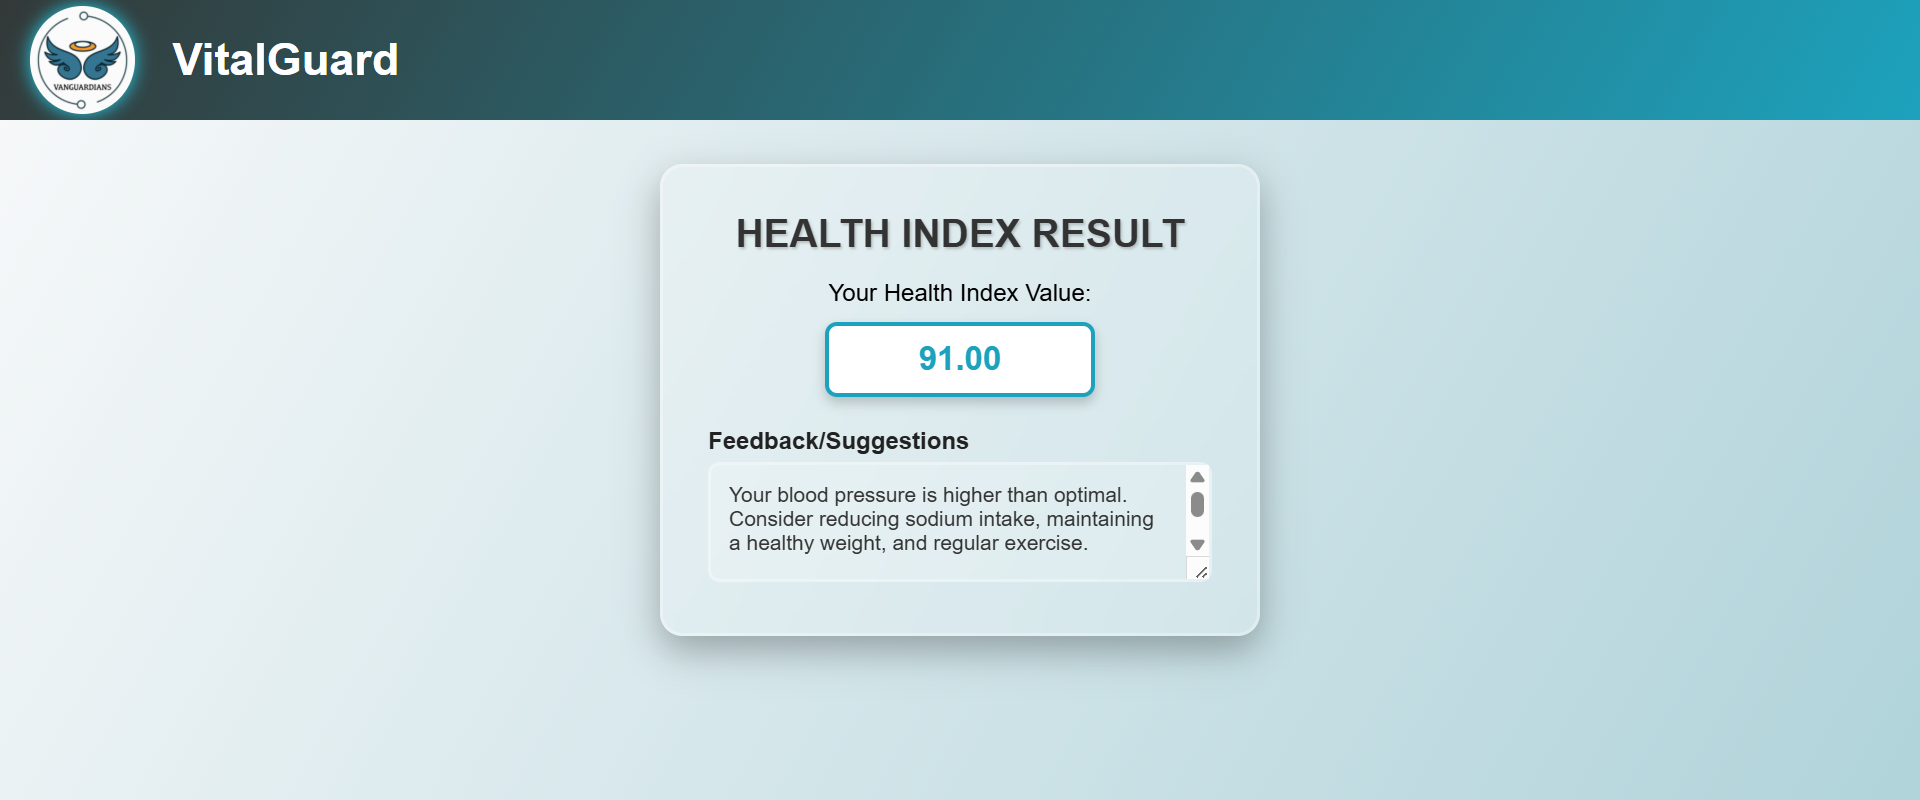 VANGUARDIANS
VitalGuard
HEALTH INDEX RESULT
Your Health Index Value:
91.00
Feedback/Suggestions
Your blood pressure is higher than optimal.
Consider reducing sodium intake, maintaining
a healthy weight, and regular exercise.